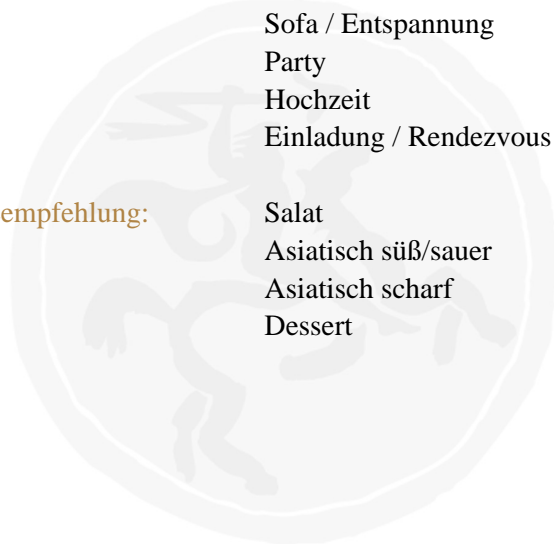 Sofa / Entspannung
Party
Hochzeit
Einladung / Rendezvous
empfehlung: Salat
Asiatisch süß/sauer
Asiatisch scharf
Dessert